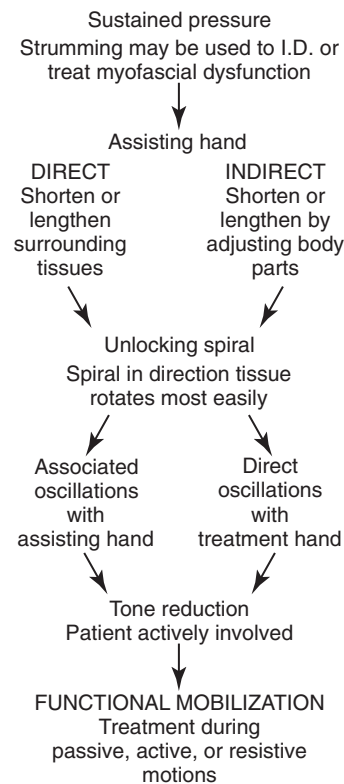 Sustained pressure
Strumming may be used to I.D. or
treat myofascial dysfunction
Assisting hand
DIRECT
Shorten or
lengthen
surrounding
tissues
INDIRECT
Shorten or
lengthen by
adjusting body
parts
Unlocking spiral
Spiral in direction tissue
rotates most easily
Associated
oscillations
with
assisting hand
Direct
oscillations
with
treatment hand
Tone reduction
Patient actively involved
FUNCTIONAL MOBILIZATION
Treatment during
passive, active, or resistive
motions